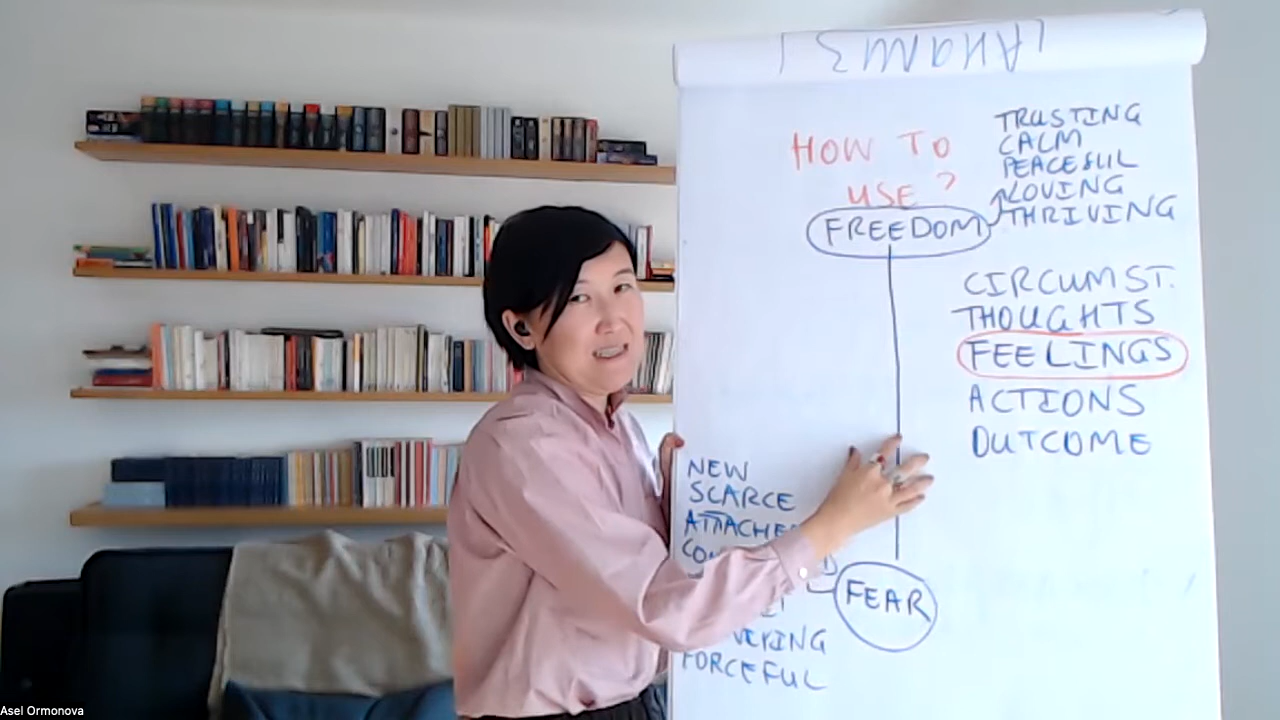 HOW TO
USE?
FREEDOM
TRUSTING
CALM
PEACEFUL
LOVING
THRIVING
CIRCUMST.
THOUGHTS
FEELINGS
ACTIONS
OUTCOME
NEW
SCARCE
FEAR
FORCEFUL
Asel Ormonova